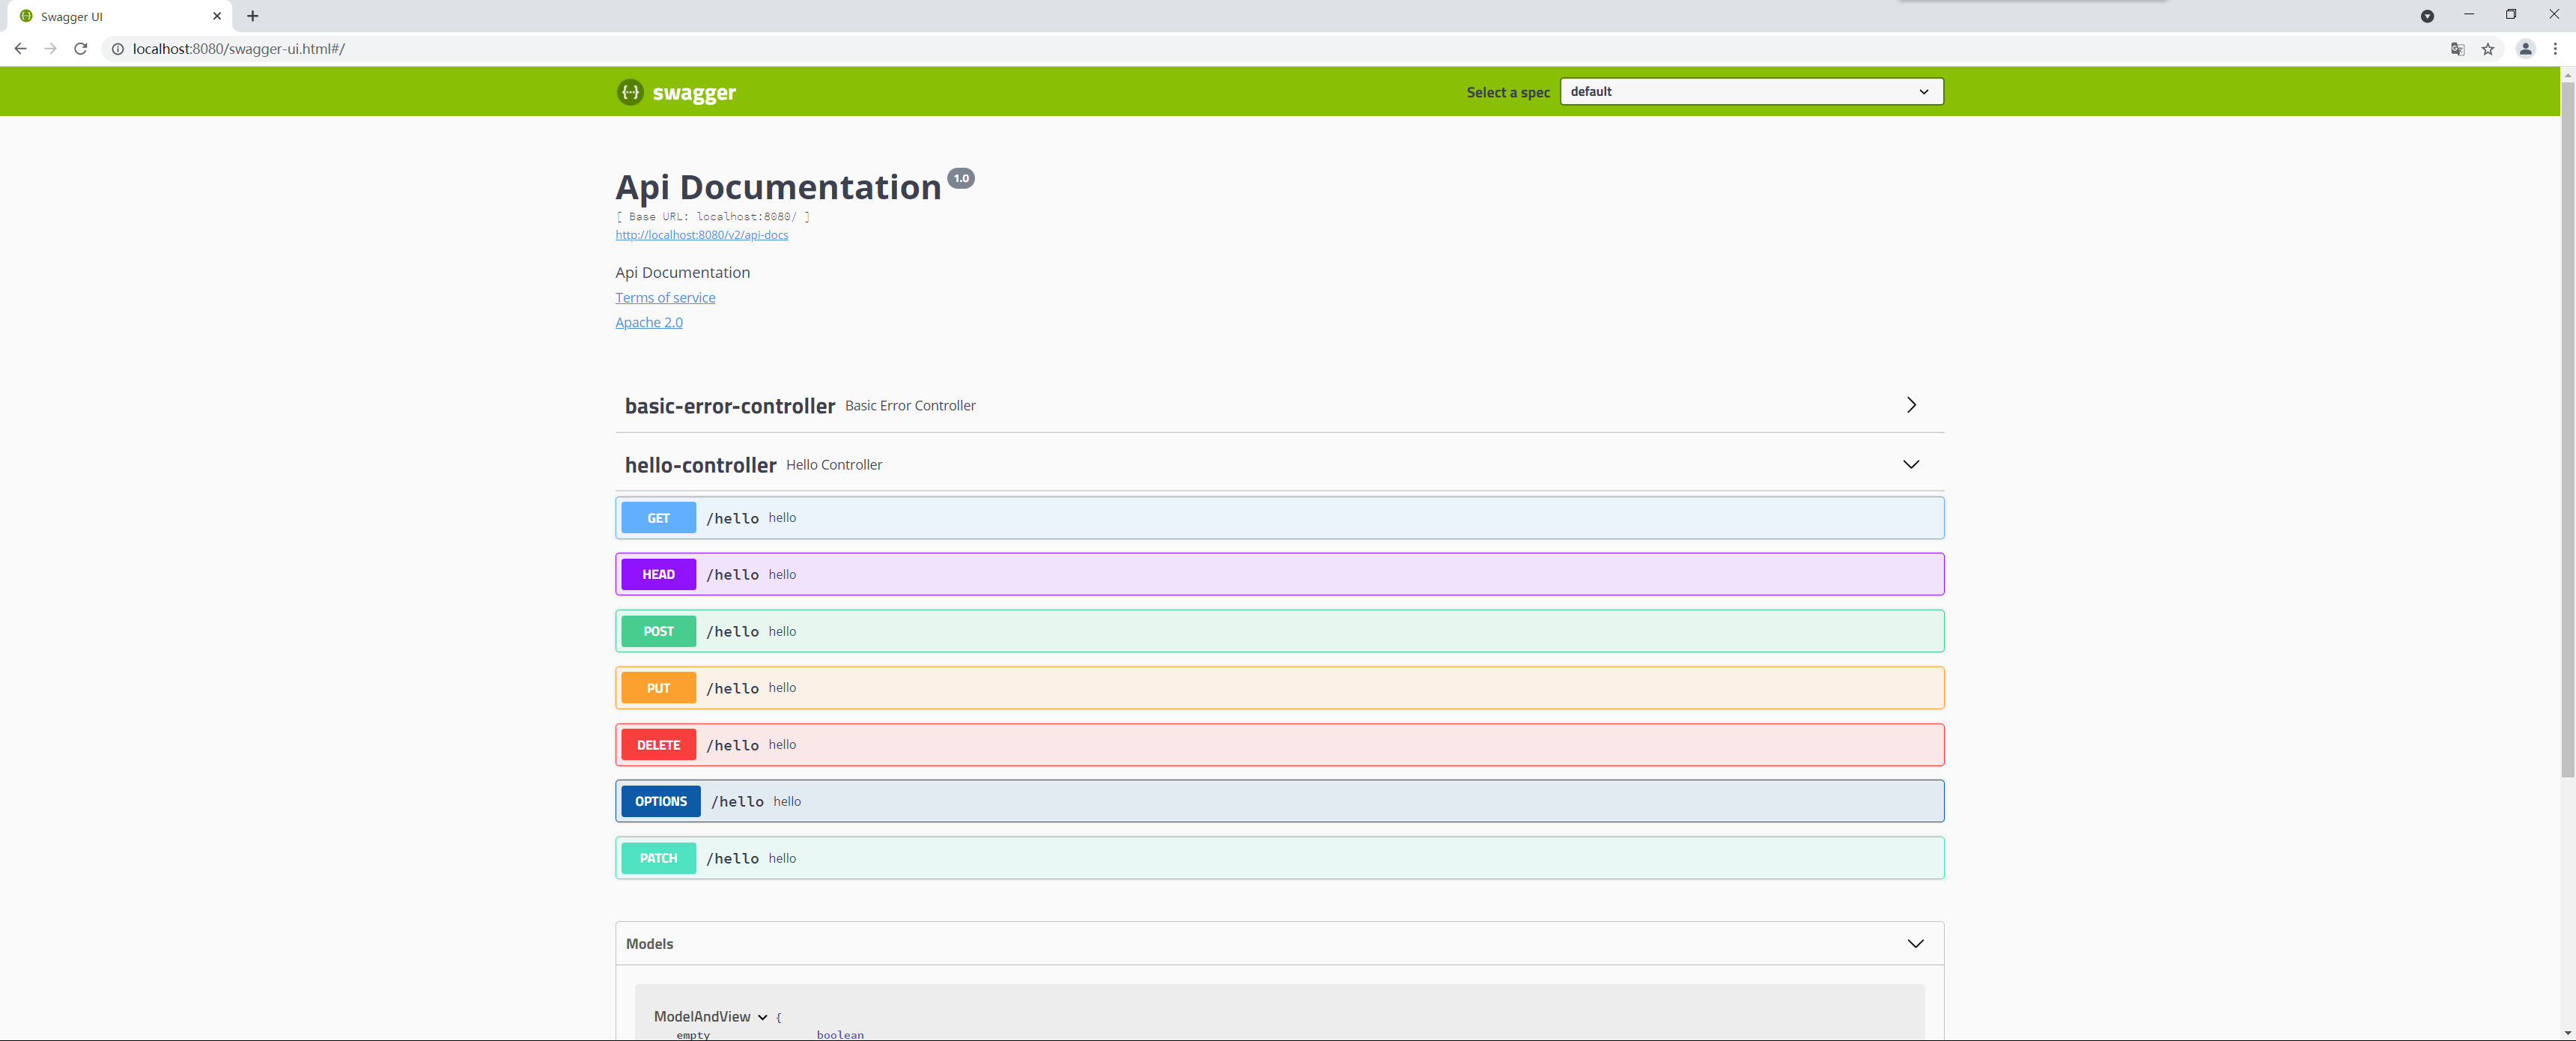 Swagger UI
localhost:8080/swagger-ui.html#/
swagger
Select a spec default
Api Documentation 1.0
[ Base URL: localhost:8080/ ]
http://localhost:8080/v2/api-docs
Api Documentation
Terms of service
Apache 2.0
basic-error-controller Basic Error Controller
hello-controller Hello Controller
GET /hello hello
HEAD /hello hello
POST /hello hello
PUT /hello hello
DELETE /hello hello
OPTIONS /hello hello
PATCH /hello hello
Models
ModelAndView {
empty boolean